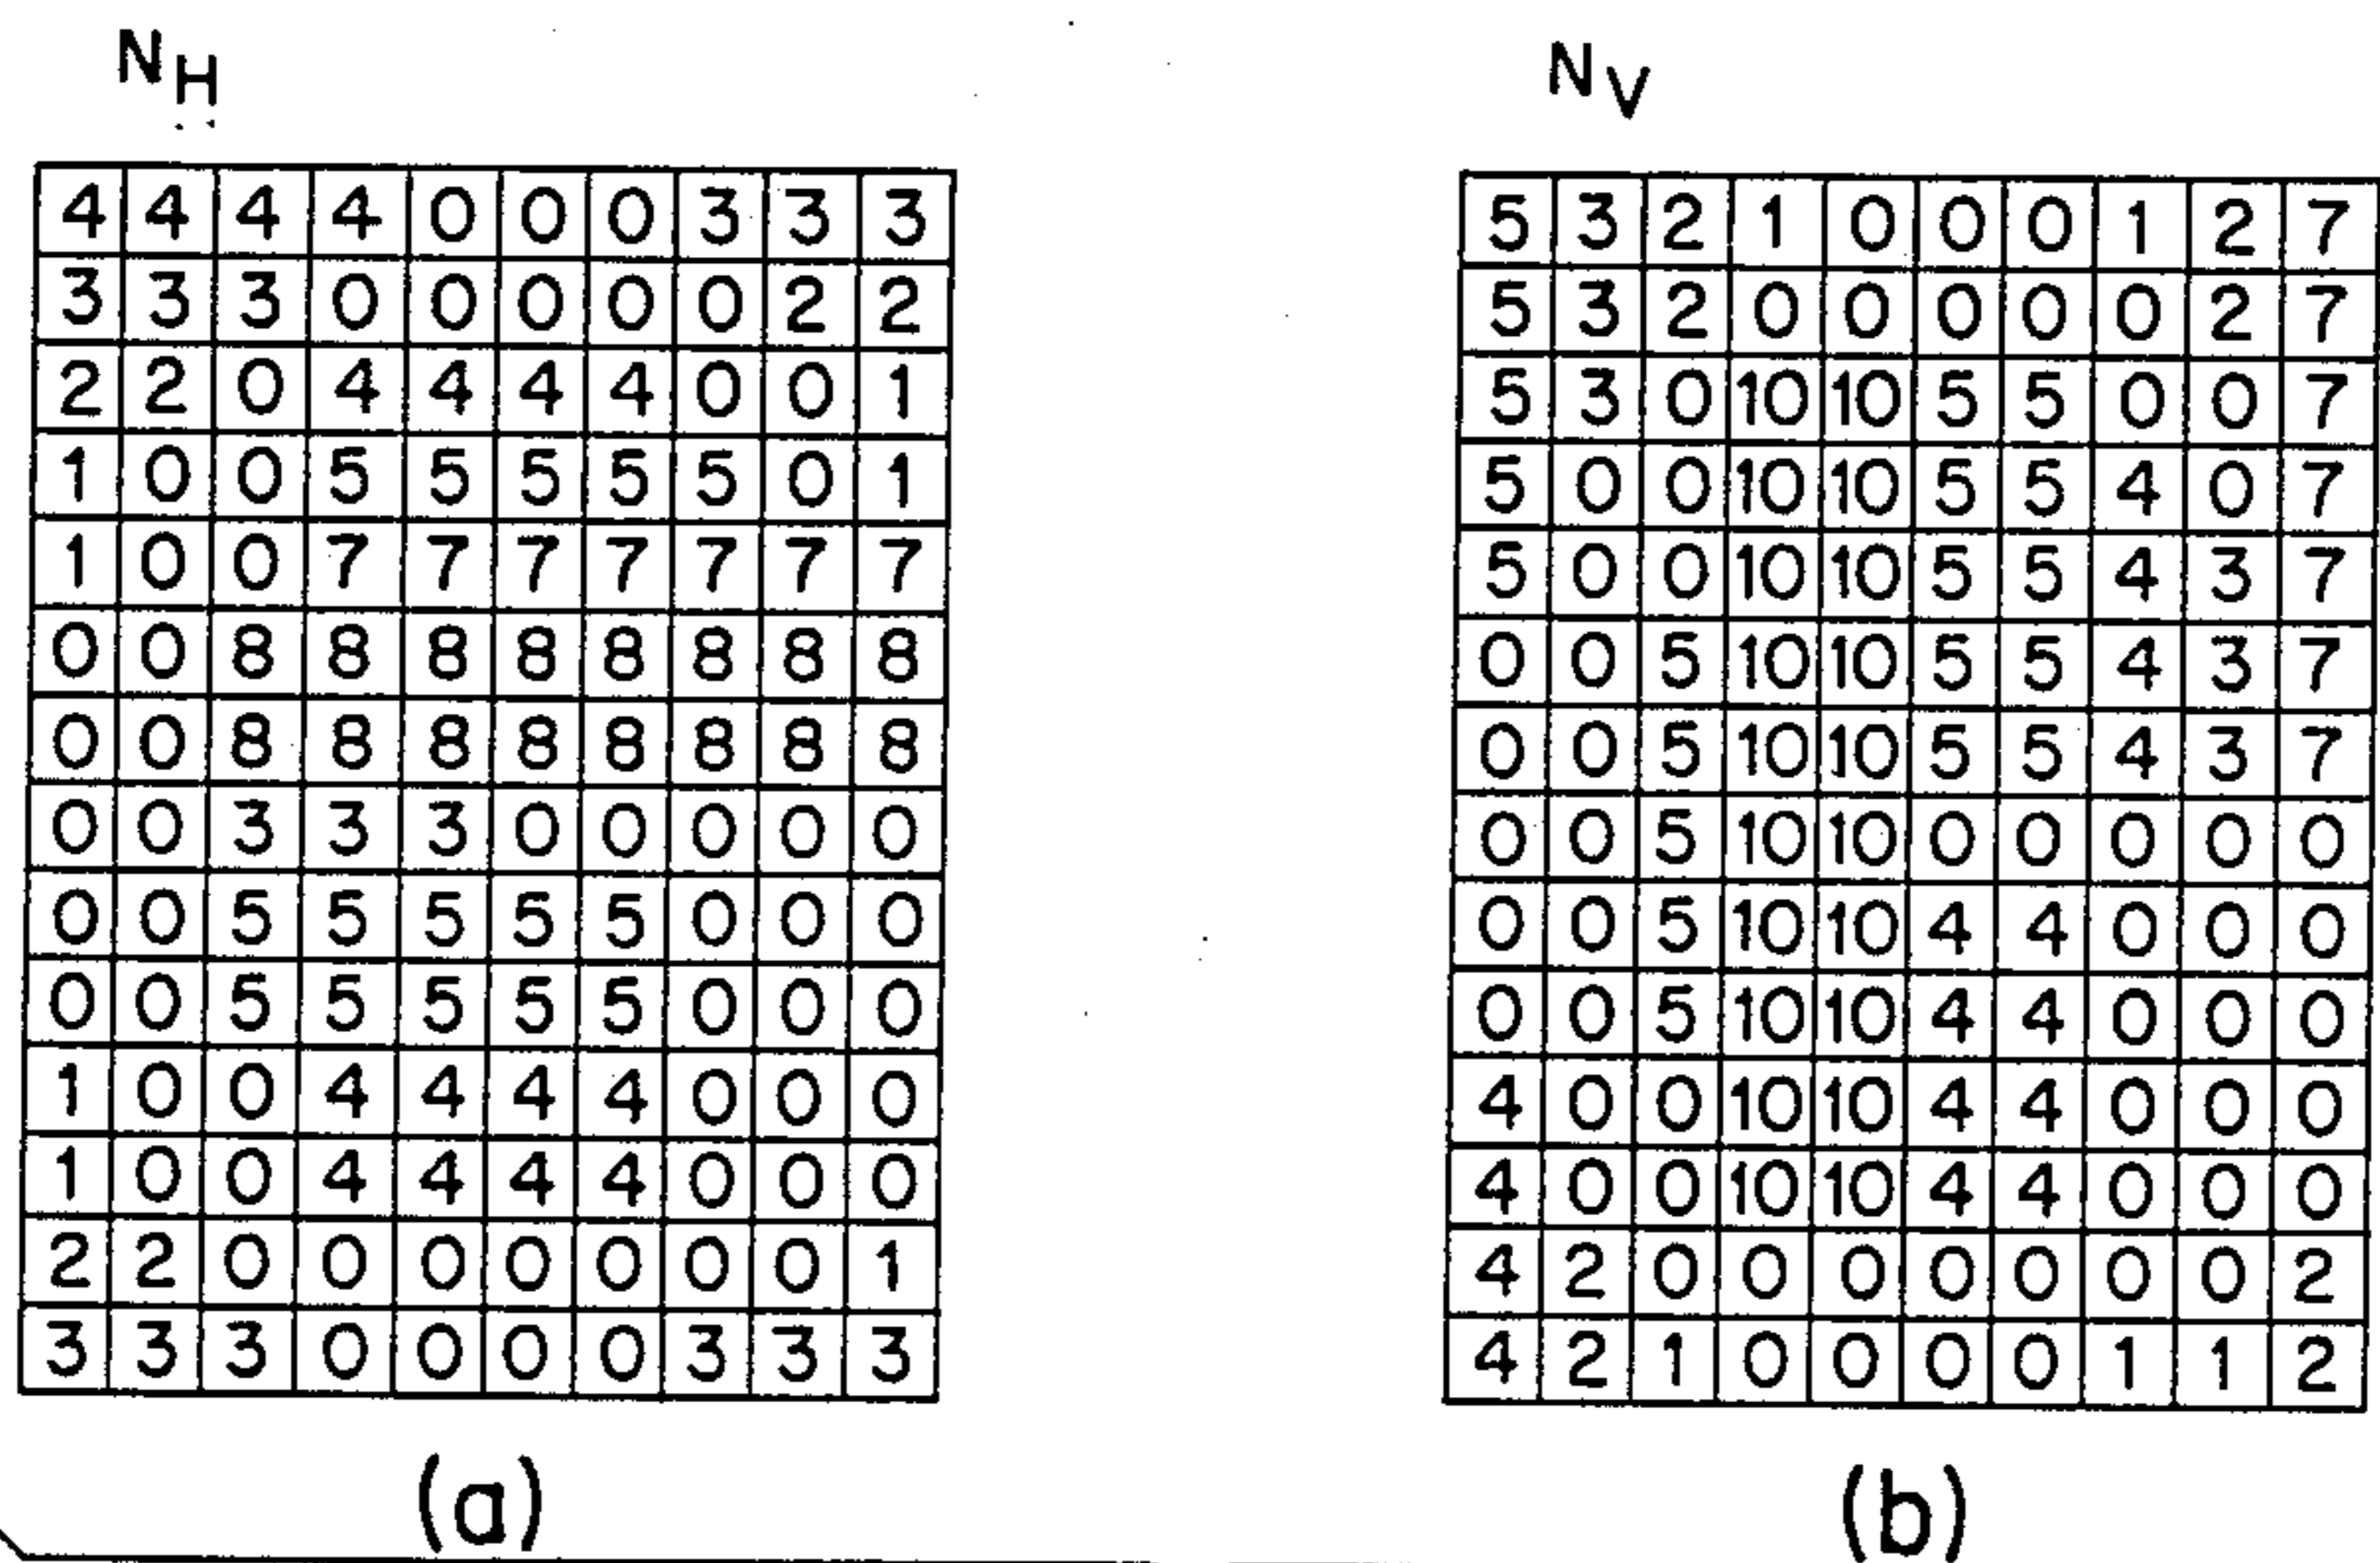 N_H
4 4 4 4 0 0 0 3 3 3
3 3 3 0 0 0 0 0 2 2
2 2 0 4 4 4 4 0 0 1
1 0 0 5 5 5 5 5 0 1
1 0 0 7 7 7 7 7 7 7
0 0 8 8 8 8 8 8 8 8
0 0 8 8 8 8 8 8 8 8
0 0 3 3 3 0 0 0 0 0
0 0 5 5 5 5 5 0 0 0
0 0 5 5 5 5 5 0 0 0
1 0 0 4 4 4 4 0 0 0
1 0 0 4 4 4 4 0 0 0
2 2 0 0 0 0 0 0 0 1
3 3 3 0 0 0 0 3 3 3
(a)
N_V
5 3 2 1 0 0 0 1 2 7
5 3 2 0 0 0 0 0 2 7
5 3 0 10 10 5 5 0 0 7
5 0 0 10 10 5 5 4 0 7
5 0 0 10 10 5 5 4 3 7
0 0 5 10 10 5 5 4 3 7
0 0 5 10 10 5 5 4 3 7
0 0 5 10 10 0 0 0 0 0
0 0 5 10 10 4 4 0 0 0
0 0 5 10 10 4 4 0 0 0
4 0 0 10 10 4 4 0 0 0
4 0 0 10 10 4 4 0 0 0
4 2 0 0 0 0 0 0 0 2
4 2 1 0 0 0 0 1 1 2
(b)